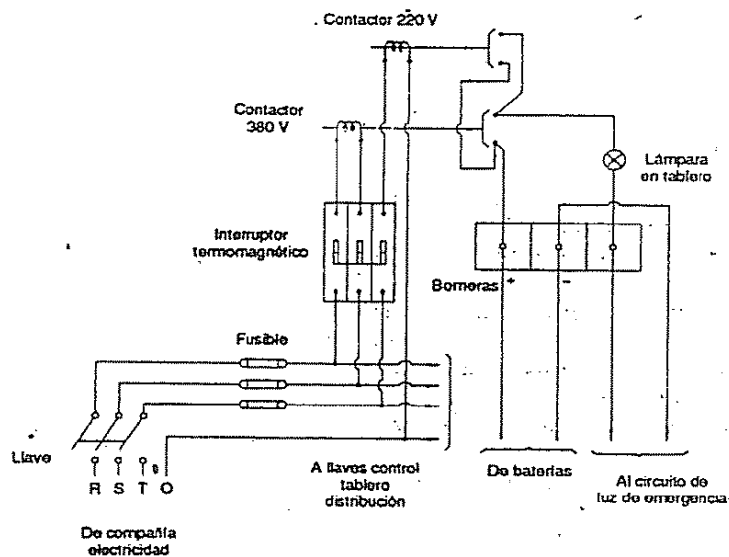 Contactor 220 V
Contactor
380 V
Lámpara
en tablero
Interruptor
termomagnético
Borneras
+
-
Fusible
Llave
R S T O
A llaves control
tablero
distribución
De baterías
Al circuito de
luz de emergencia
De compañía
electricidad